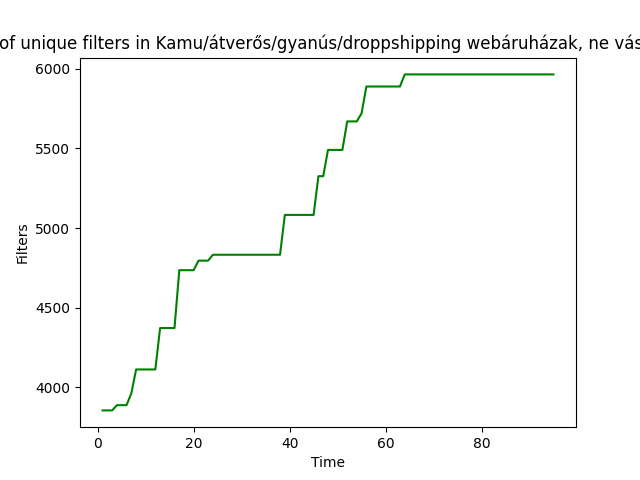 of unique filters in Kamu/átverős/gyanús/droppshipping webáruházak, ne vás
6000
5500
5000
4500
4000
Filters
0 20 40 60 80
Time